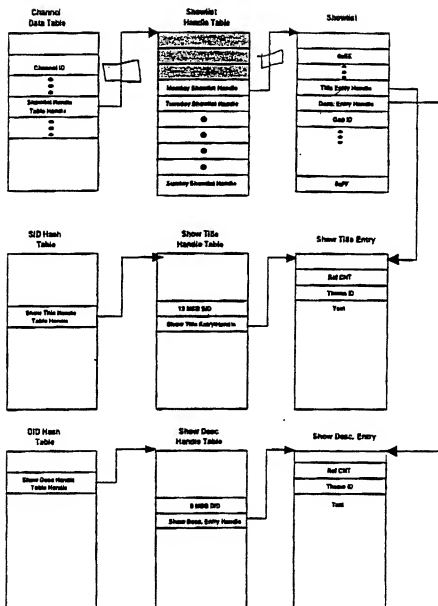 Channel
Data Table
Channel ID
Showlist Handle
Table Handle
Showlist
Handle Table
Monday Showlist Handle
Tuesday Showlist Handle
Sunday Showlist Handle
Showlist
Title Entry Handle
Desc. Entry Handle
Gap ID
0xFF
SID Hash
Table
Show Title Handle
Table Handle
Show Title
Handle Table
13 MSB SID
Show Title Entry Handle
Show Title Entry
Ref CNT
Theme ID
Text
DID Hash
Table
Show Desc Handle
Table Handle
Show Desc
Handle Table
DID
Show Desc. Entry Handle
Show Desc. Entry
Ref CNT
Theme ID
Text